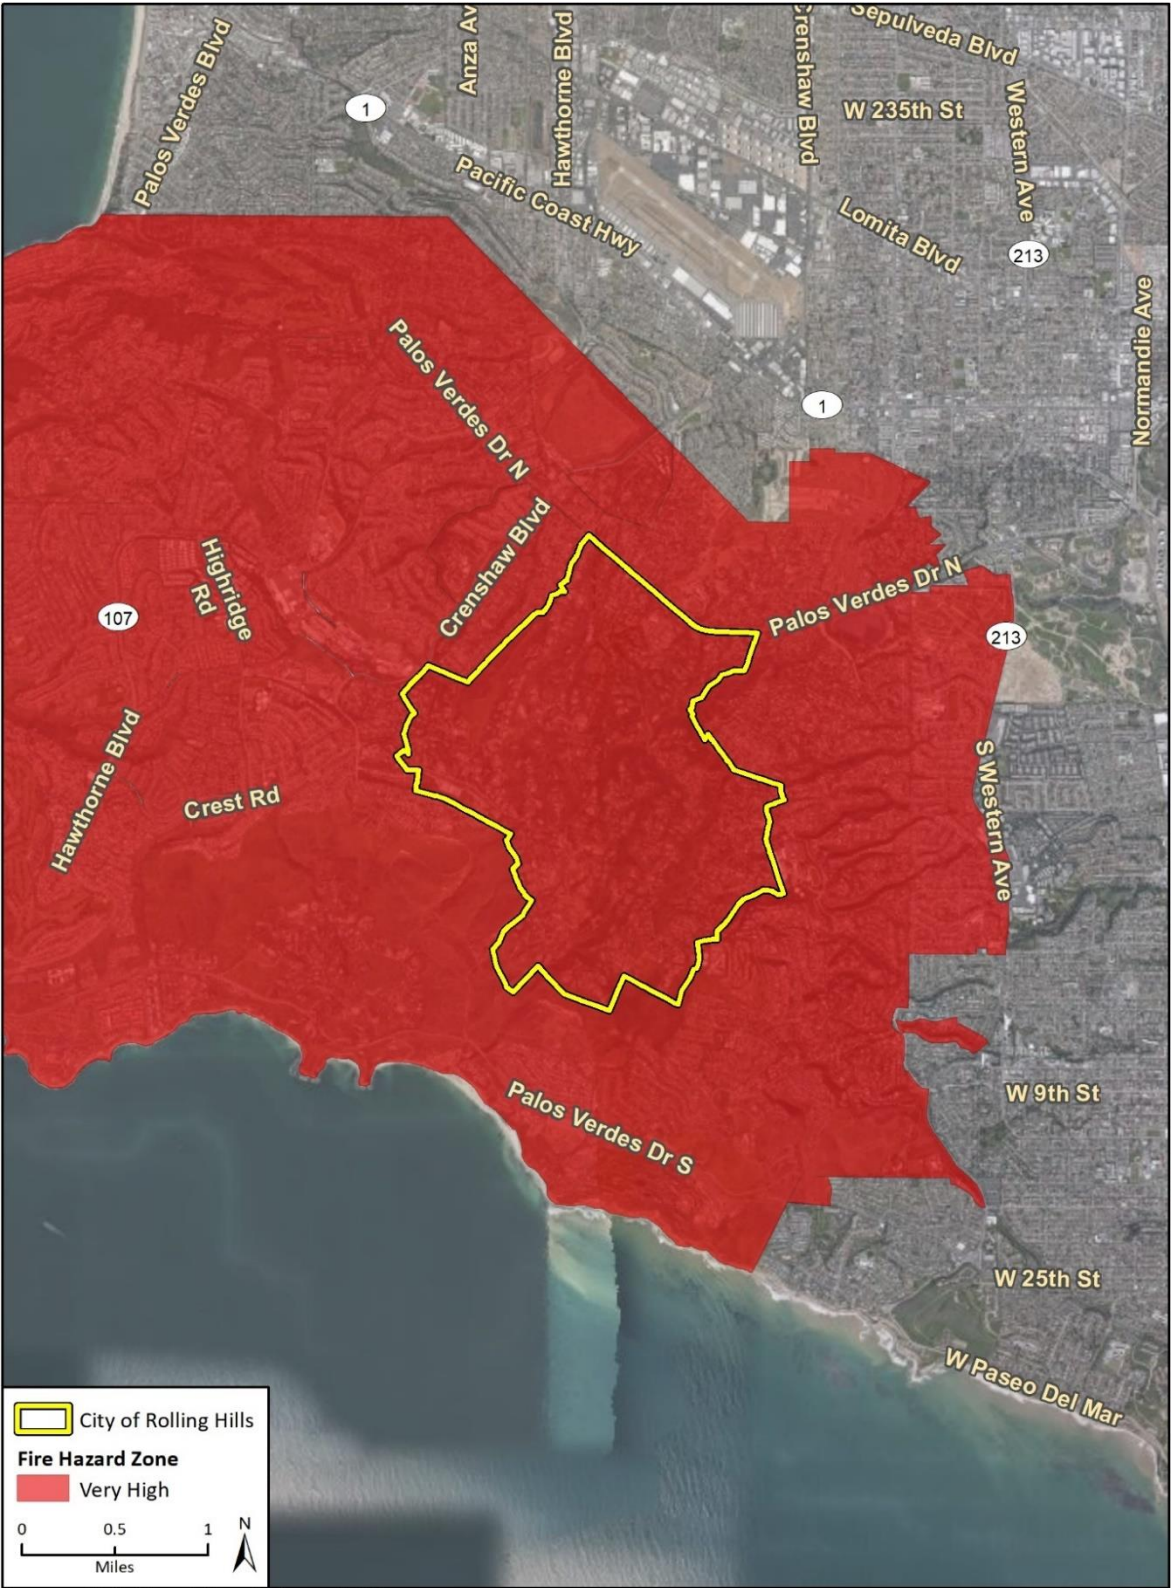 Sepulveda Blvd
Palos Verdes Blvd
Anza Av
Hawthorne Blvd
Crenshaw Blvd
1
W 235th St
Western Ave
Pacific Coast Hwy
Lomita Blvd
213
Normandie Ave
Palos Verdes Dr N
1
Crenshaw Blvd
Highridge
Rd
107
Palos Verdes Dr N
213
Hawthorne Blvd
Crest Rd
S Western Ave
W 9th St
Palos Verdes Dr S
W 25th St
W Paseo Del Mar
City of Rolling Hills
Fire Hazard Zone
Very High
0 0.5 1
Miles
N